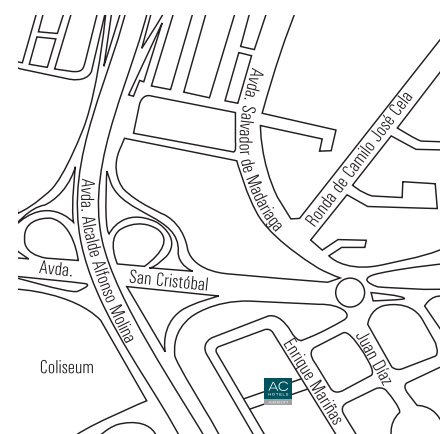 Avda. Salvador de Madariaga
Ronda de Camilo José Cela
Avda. Alcalde Alfonso Molina
Avda.
San Cristóbal
Coliseum
Enrique Mariñas
Juan Díaz
AC
HOTELS